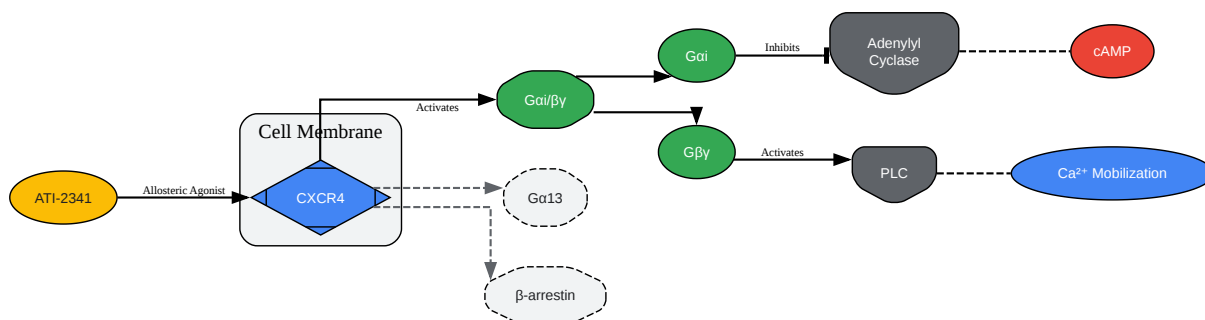 Adenylyl
Cyclase
cAMP
Gαi
Inhibits
Gαi/βγ
Activates
Cell Membrane
Gβγ
Activates
PLC
Ca²⁺ Mobilization
ATI-2341
Allosteric Agonist
CXCR4
Gα13
β-arrestin